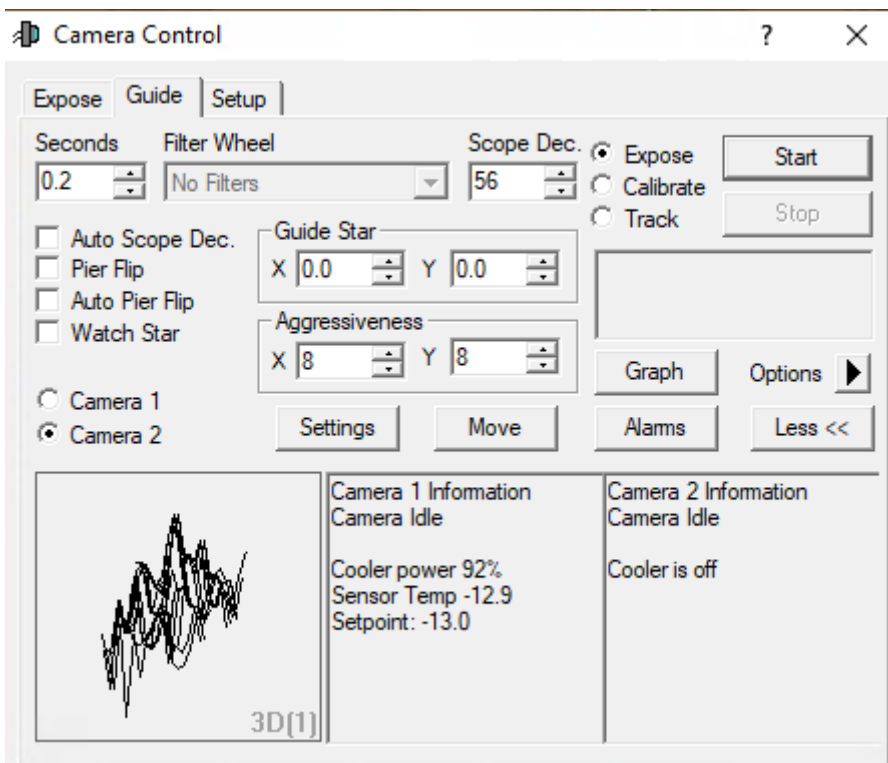 Camera Control ?
Expose Guide Setup
Seconds Filter Wheel Scope Dec.
0.2 No Filters 56
Expose
Calibrate
Track
Start
Stop
Auto Scope Dec.
Pier Flip
Auto Pier Flip
Watch Star
Guide Star
X 0.0 Y 0.0
Aggressiveness
X 8 Y 8
Camera 1
Camera 2
Settings Move
Graph Options
Alarms Less <<
3D(1)
Camera 1 Information
Camera Idle
Cooler power 92%
Sensor Temp -12.9
Setpoint: -13.0
Camera 2 Information
Camera Idle
Cooler is off